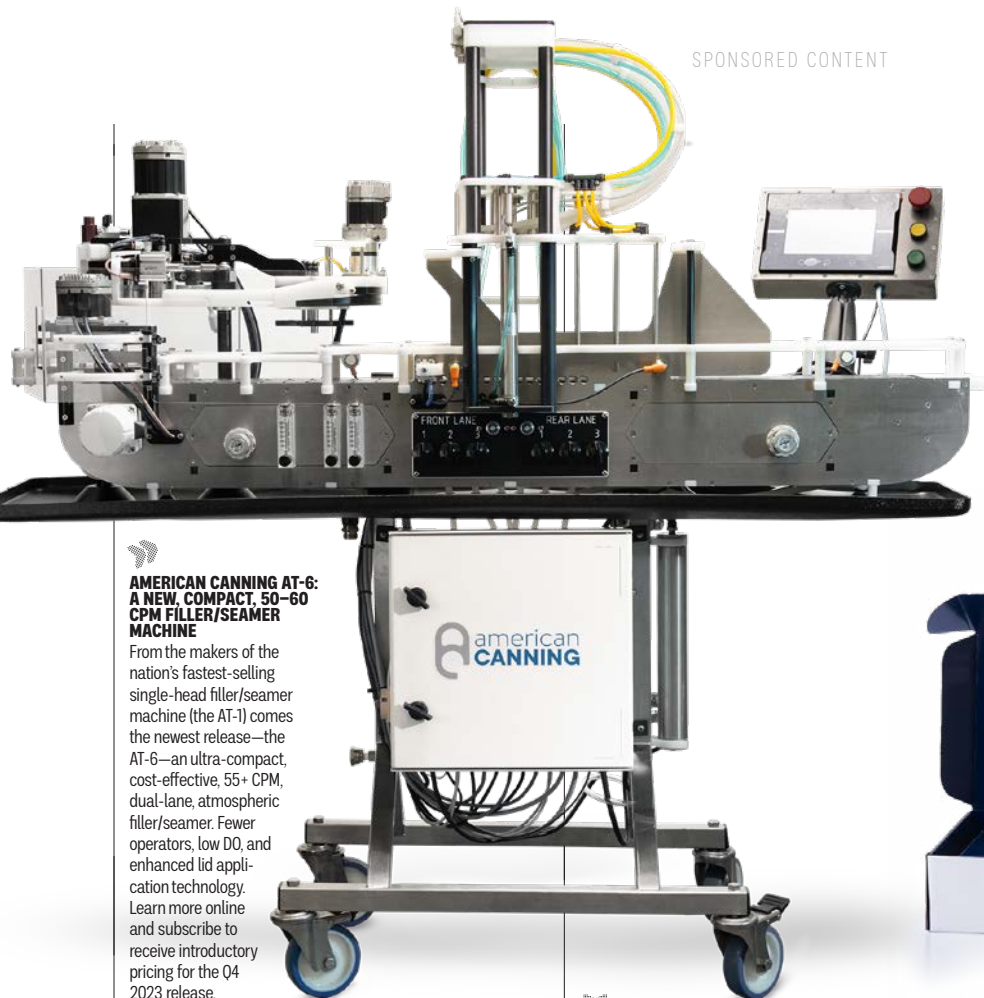 SPONSORED CONTENT
FRONT LANE REAR LANE
1 2 3 1 2 3
american
CANNING
AMERICAN CANNING AT-6:
A NEW, COMPACT, 50–60
CPM FILLER/SEAMER
MACHINE
From the makers of the
nation's fastest-selling
single-head filler/seamer
machine (the AT-1) comes
the newest release—the
AT-6—an ultra-compact,
cost-effective, 55+ CPM,
dual-lane, atmospheric
filler/seamer. Fewer
operators, low DO, and
enhanced lid appli-
cation technology.
Learn more online
and subscribe to
receive introductory
pricing for the Q4
2023 release.